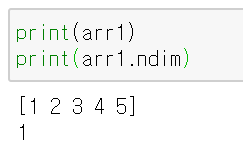 print(arr1)
print(arr1.ndim)
[1 2 3 4 5]
1